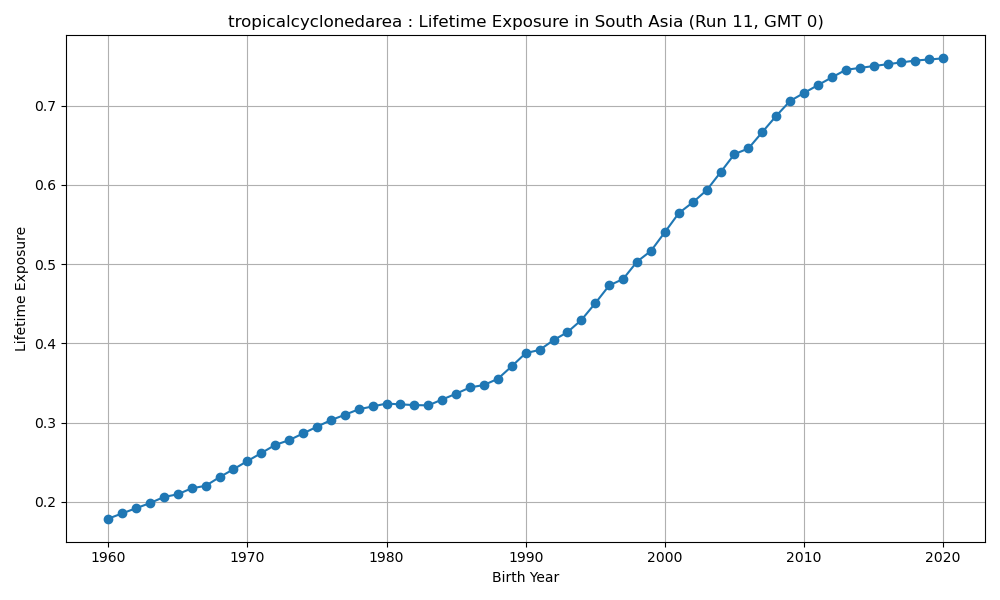 tropicalcyclonedarea : Lifetime Exposure in South Asia (Run 11, GMT 0)
Lifetime Exposure
0.7
0.6
0.5
0.4
0.3
0.2
1960 1970 1980 1990 2000 2010 2020
Birth Year